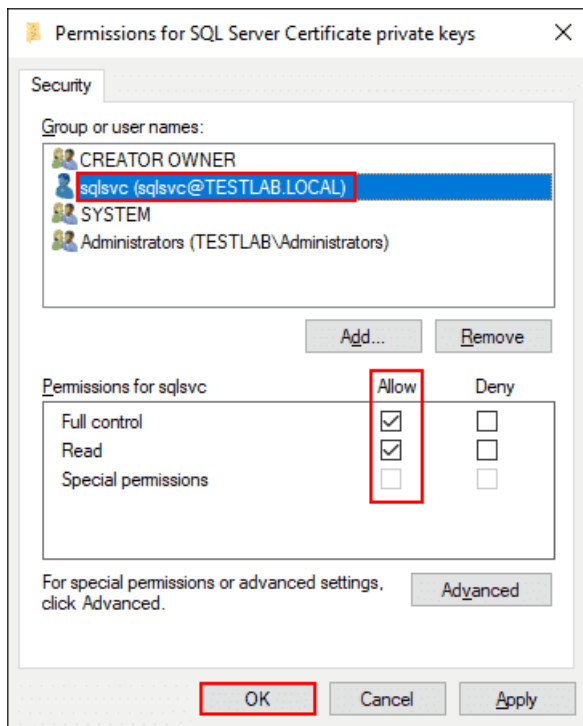 Permissions for SQL Server Certificate private keys
Security
Group or user names:
CREATOR OWNER
sqlsvc (sqlsvc@TESTLAB.LOCAL)
SYSTEM
Administrators (TESTLAB\Administrators)
Add... Remove
Permissions for sqlsvc Allow Deny
Full control
Read
Special permissions
For special permissions or advanced settings,
click Advanced.
Advanced
OK Cancel Apply